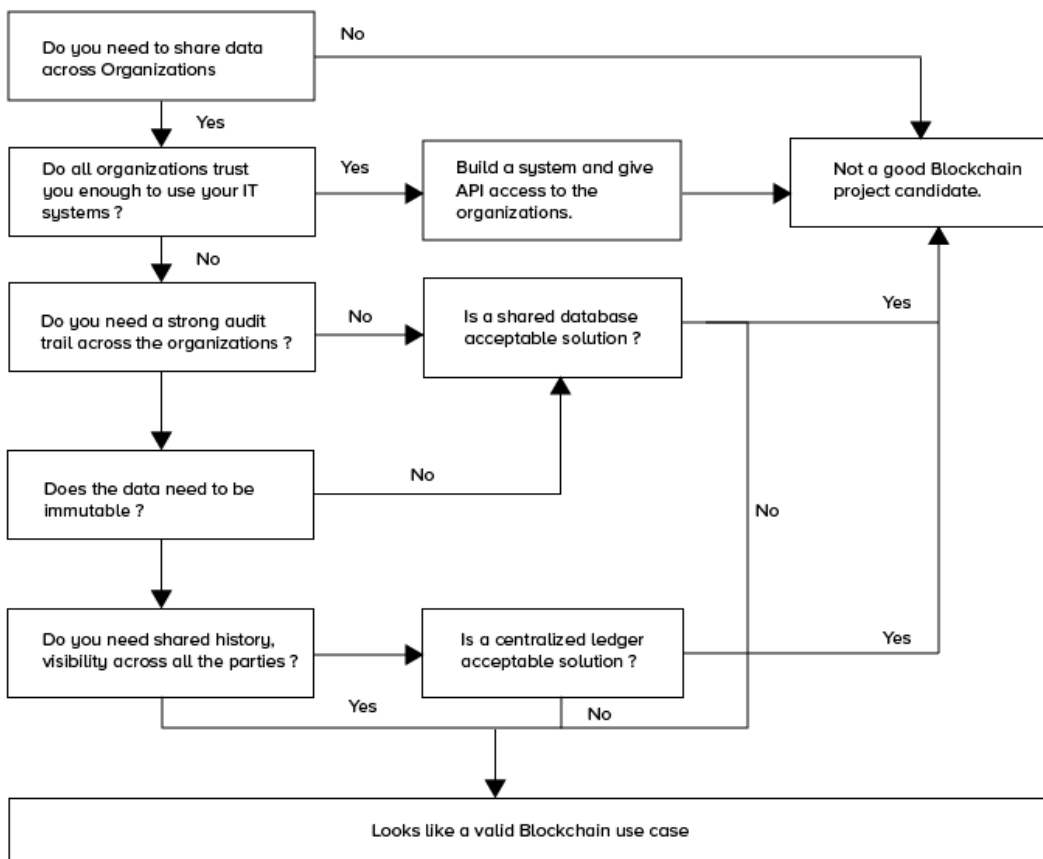 Do you need to share data
across Organizations
No
Yes
Do all organizations trust
you enough to use your IT
systems ?
Yes
Build a system and give
API access to the
organizations.
Not a good Blockchain
project candidate.
No
Do you need a strong audit
trail across the organizations ?
No
Is a shared database
acceptable solution ?
Yes
Does the data need to be
immutable ?
No
No
Do you need shared history,
visibility across all the parties ?
Is a centralized ledger
acceptable solution ?
Yes
Yes
No
Looks like a valid Blockchain use case